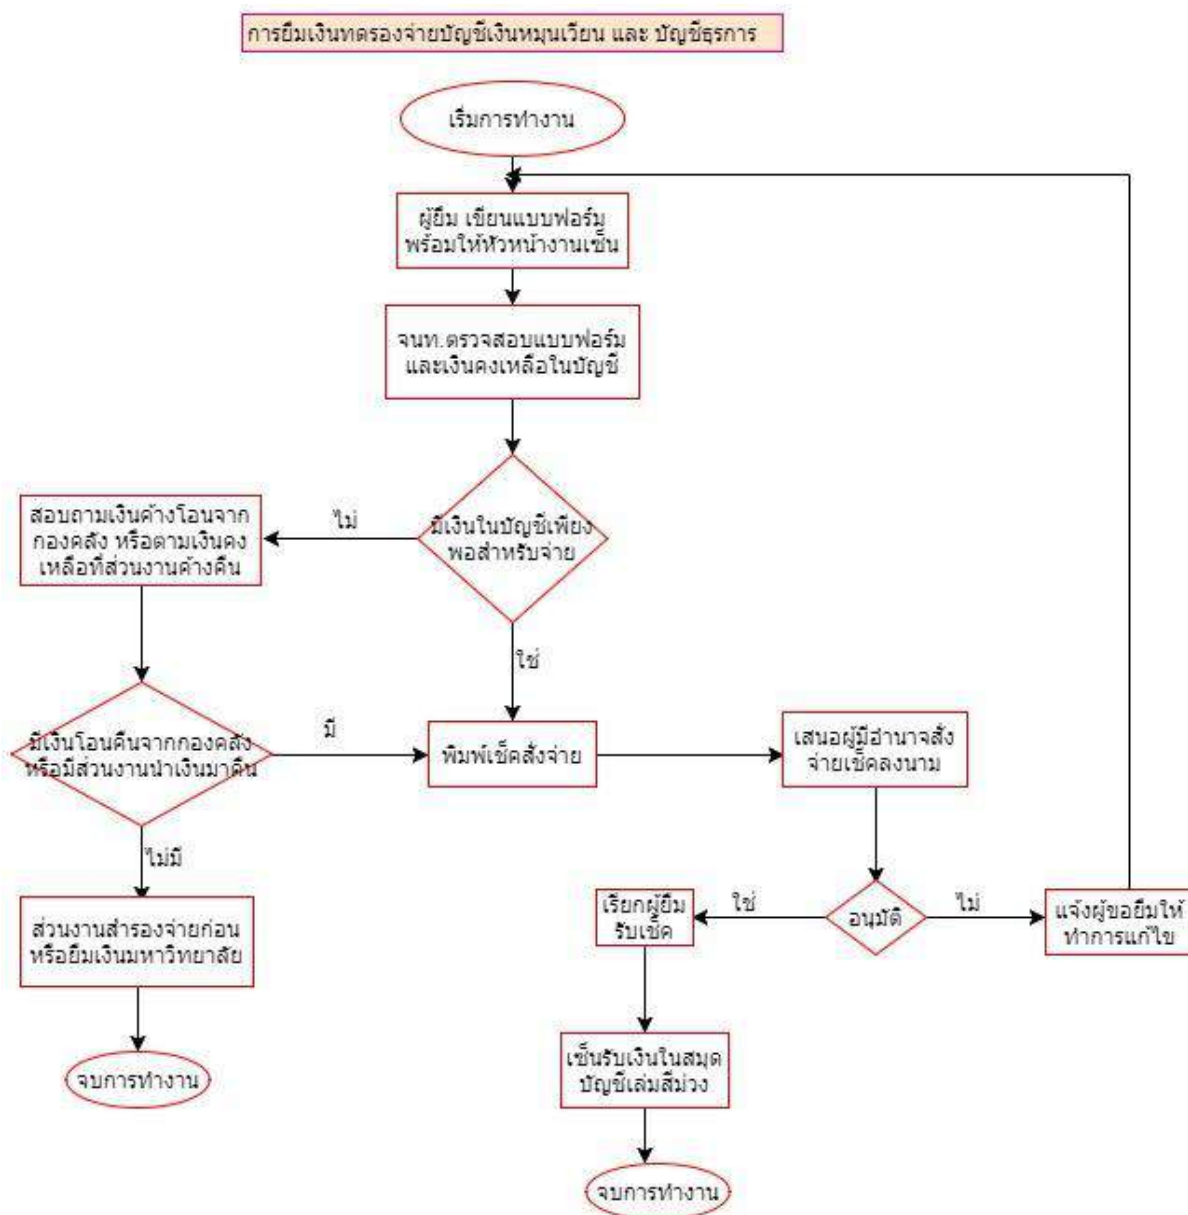 การยืมเงินทดรองจ่ายบัญชีเงินหมุนเวียน และ บัญชีธุรการ
เริ่มการทำงาน
ผู้ยืม เขียนแบบฟอร์ม
พร้อมให้หัวหน้างานเซ็น
จนท.ตรวจสอบแบบฟอร์ม
และเงินคงเหลือในบัญชี
มีเงินในบัญชีเพียง
พอสำหรับจ่าย
ไม่
สอบถามเงินค้างโอนจาก
กองคลัง หรือตามเงินคง
เหลือที่ส่วนงานค้างคืน
ใช่
มีเงินโอนคืนจากกองคลัง
หรือมีส่วนงานนำเงินมาคืน
มี
พิมพ์เช็คสั่งจ่าย
เสนอผู้มีอำนาจสั่ง
จ่ายเช็คลงนาม
ไม่มี
ส่วนงานสำรองจ่ายก่อน
หรือยืมเงินมหาวิทยาลัย
จบการทำงาน
อนุมัติ
ใช่
เรียกผู้ยืม
รับเช็ค
ไม่
แจ้งผู้ขอยืมให้
ทำการแก้ไข
เซ็นรับเงินในสมุด
บัญชีเล่มสีม่วง
จบการทำงาน